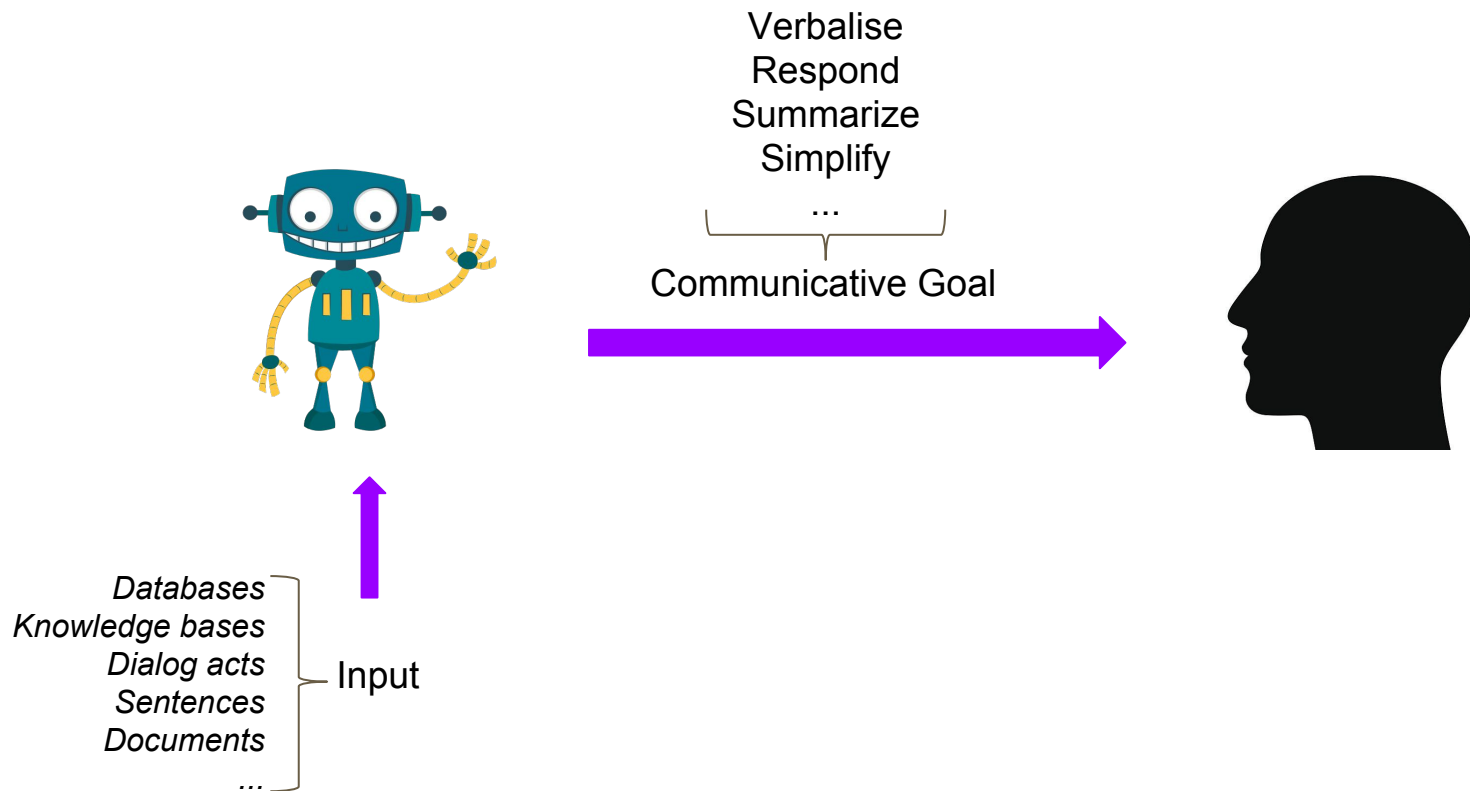 Verbalise
Respond
Summarize
Simplify
...
Communicative Goal
Databases
Knowledge bases
Dialog acts
Sentences
Documents
...
Input